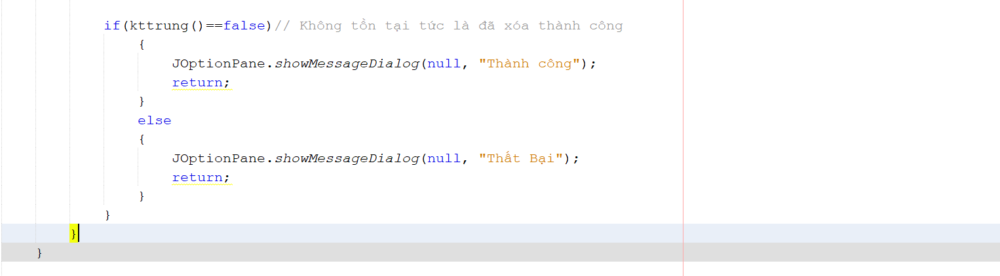 if(kttrung()==false)// Không tồn tại tức là đã xóa thành công
{
JOptionPane.showMessageDialog(null, "Thành công");
return;
}
else
{
JOptionPane.showMessageDialog(null, "Thất Bại");
return;
}
}
}
}